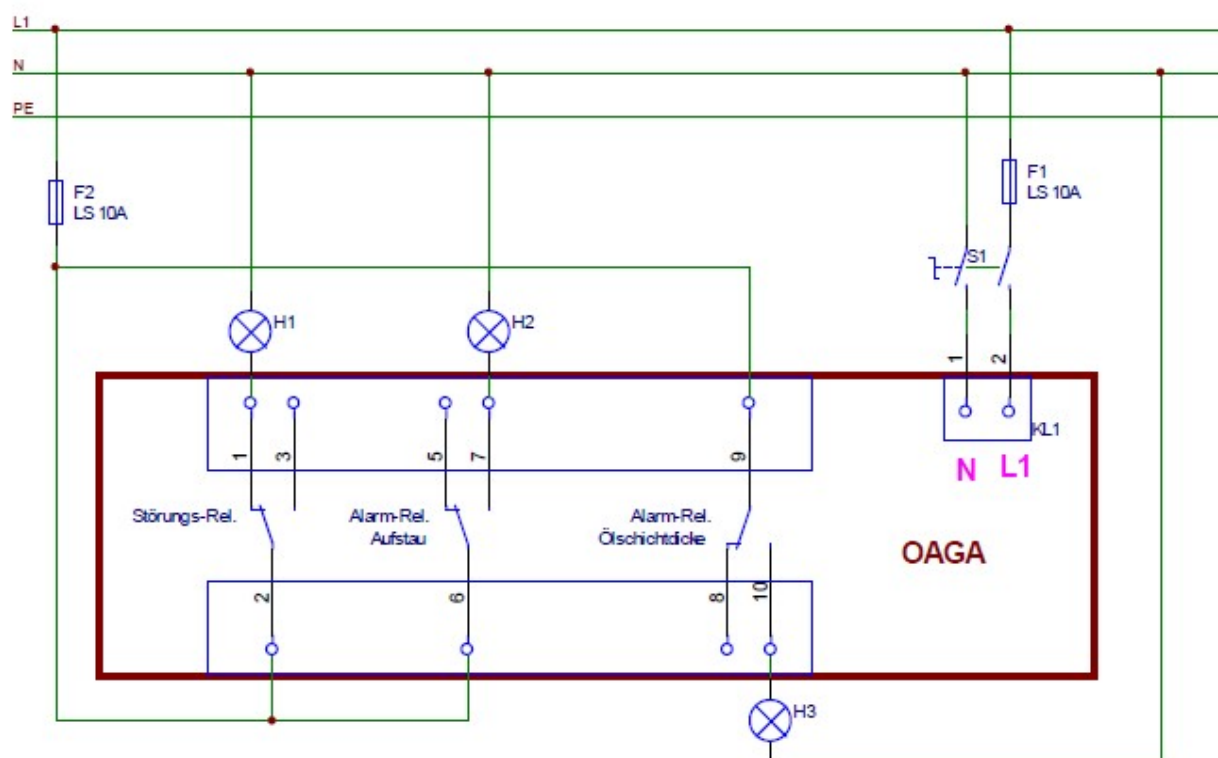 L1
N
PE
F2
LS 10A
F1
LS 10A
S1
H1
H2
1
2
KL1
N
L1
1
3
5
7
9
Störungs-Rel.
Alarm-Rel.
Aufstau
Alarm-Rel.
Ölschichtdicke
OAGA
2
6
8
10
H3